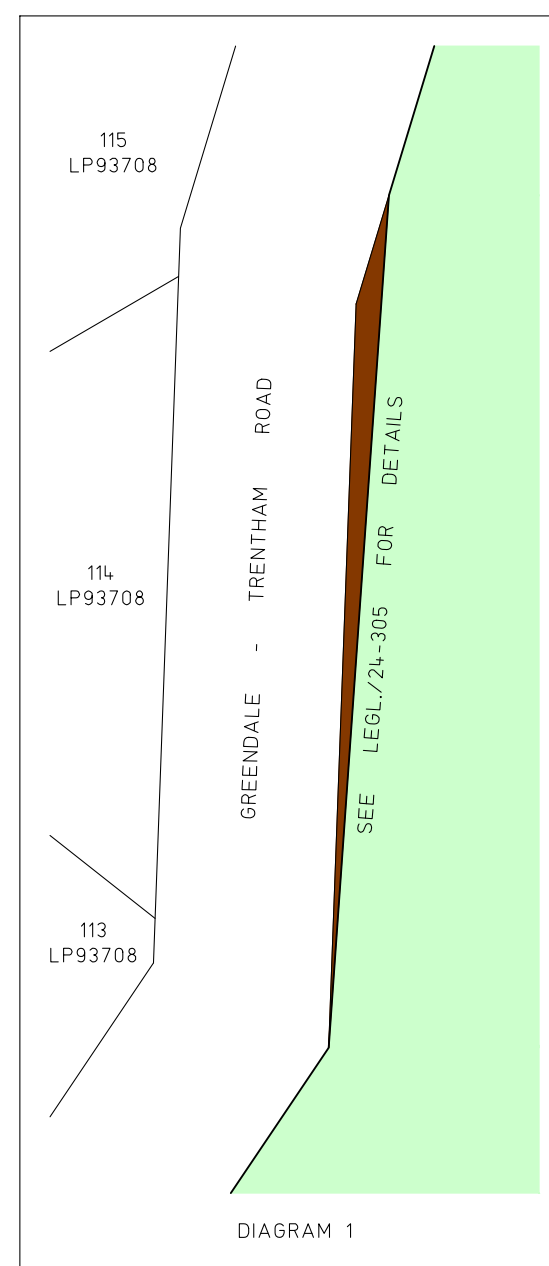 115
LP93708
GREENDALE - TRENTHAM ROAD
SEE LEGL./24-305 FOR DETAILS
114
LP93708
113
LP93708
DIAGRAM 1